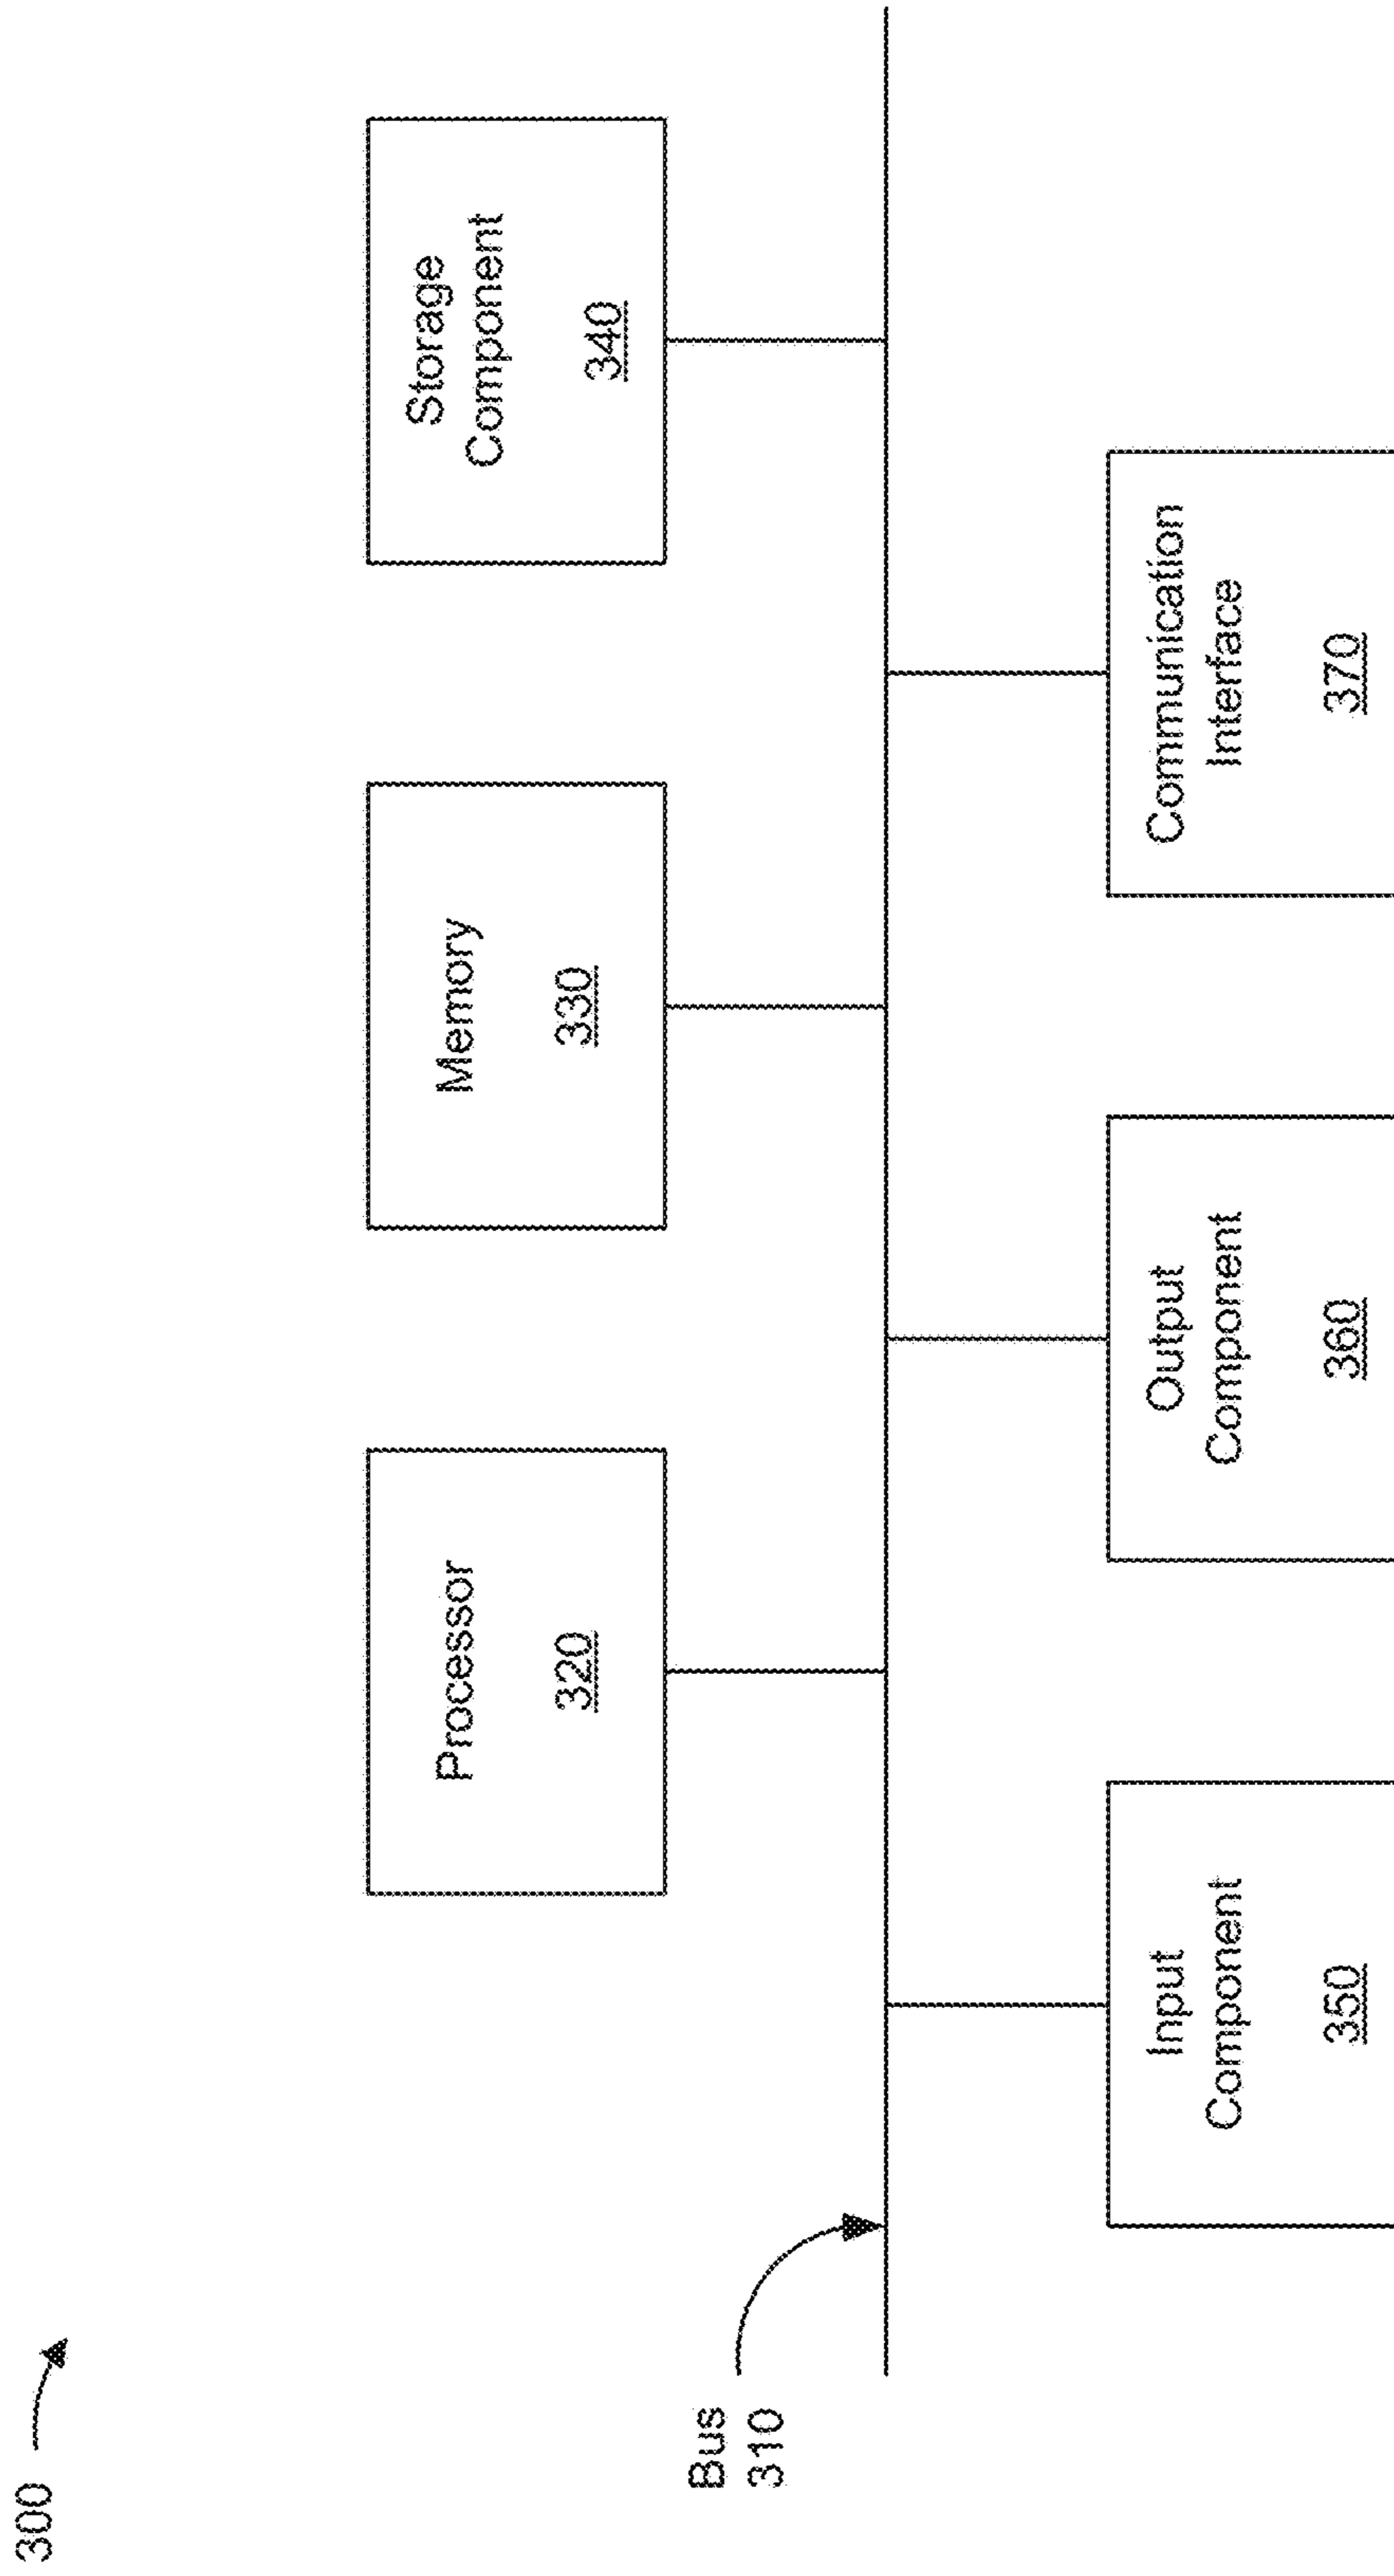 300
Processor
320
Memory
330
Storage
Component
340
Bus
310
Input
Component
350
Output
Component
360
Communication
Interface
370